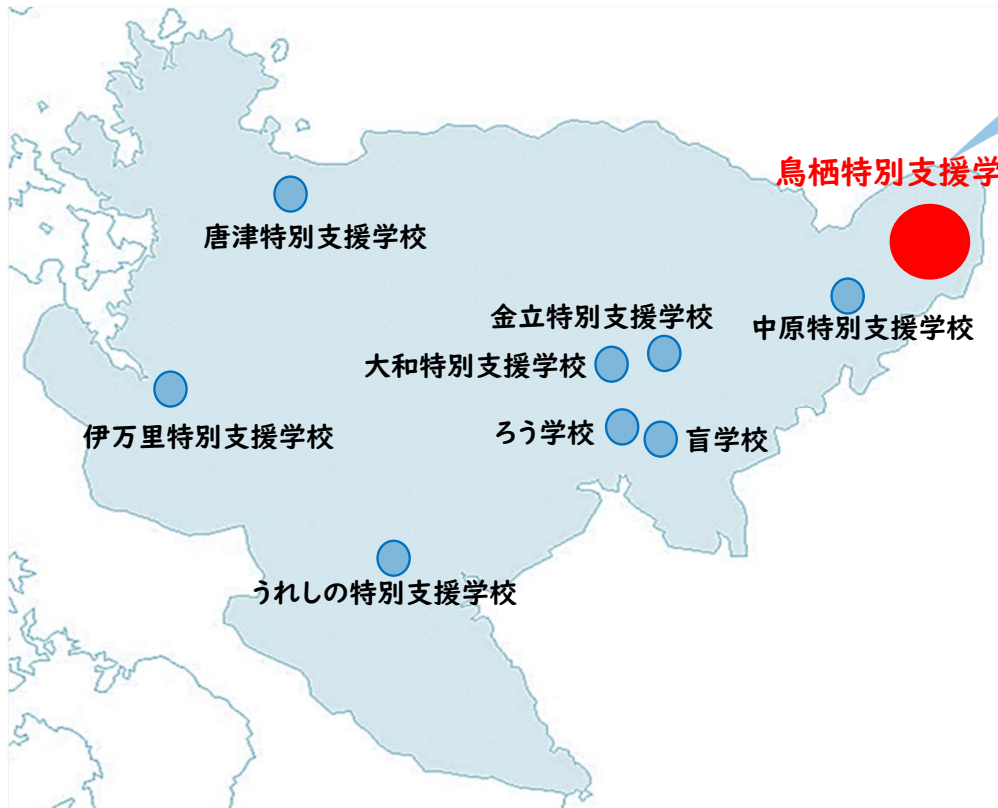 鳥栖特別支援学
唐津特別支援学校
金立特別支援学校
中原特別支援学校
大和特別支援学校
伊万里特別支援学校
ろう学校
盲学校
うれしの特別支援学校